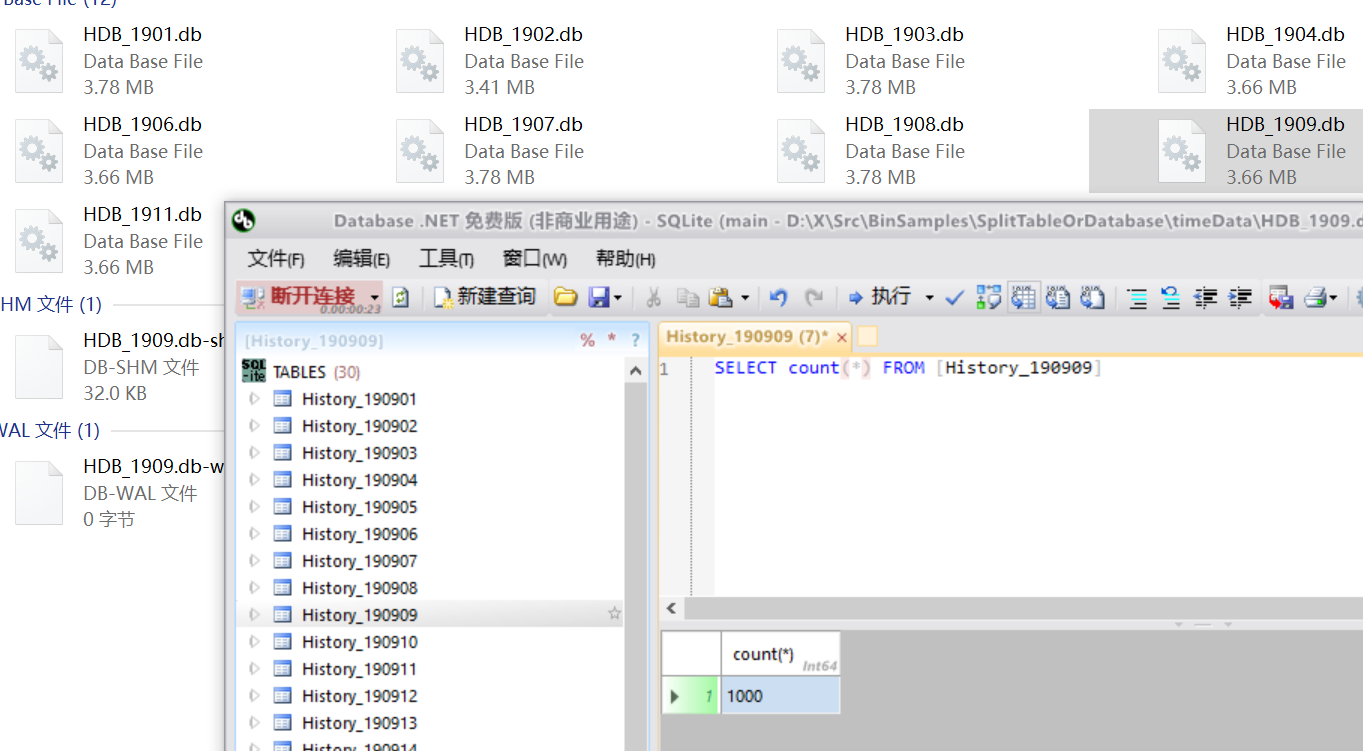 Base File (12)
HDB_1901.db
Data Base File
3.78 MB
HDB_1902.db
Data Base File
3.41 MB
HDB_1903.db
Data Base File
3.78 MB
HDB_1904.db
Data Base File
3.66 MB
HDB_1906.db
Data Base File
3.66 MB
HDB_1907.db
Data Base File
3.78 MB
HDB_1908.db
Data Base File
3.78 MB
HDB_1909.db
Data Base File
3.66 MB
HDB_1911.db
Data Base File
3.66 MB
HM 文件 (1)
HDB_1909.db-sh
DB-SHM 文件
32.0 KB
WAL 文件 (1)
HDB_1909.db-w
DB-WAL 文件
0 字节
Database .NET 免费版 (非商业用途) - SQLite (main - D:\X\Src\BinSamples\SplitTableOrDatabase\timeData\HDB_1909.d
文件(F) 编辑(E) 工具(T) 窗口(W) 帮助(H)
断开连接 新建查询 执行
0.00:00:23
[History_190909] % * ?
SQL-ite TABLES (30)
History_190901
History_190902
History_190903
History_190904
History_190905
History_190906
History_190907
History_190908
History_190909
History_190910
History_190911
History_190912
History_190913
History_190914
History_190909 (7)* ×
1 SELECT count(*) FROM [History_190909]
count(*) Int64
1 1000